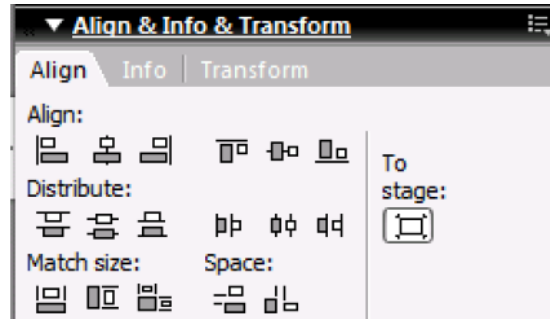 Align & Info & Transform
Align Info Transform
Align:
To
stage:
Distribute:
Match size: Space: